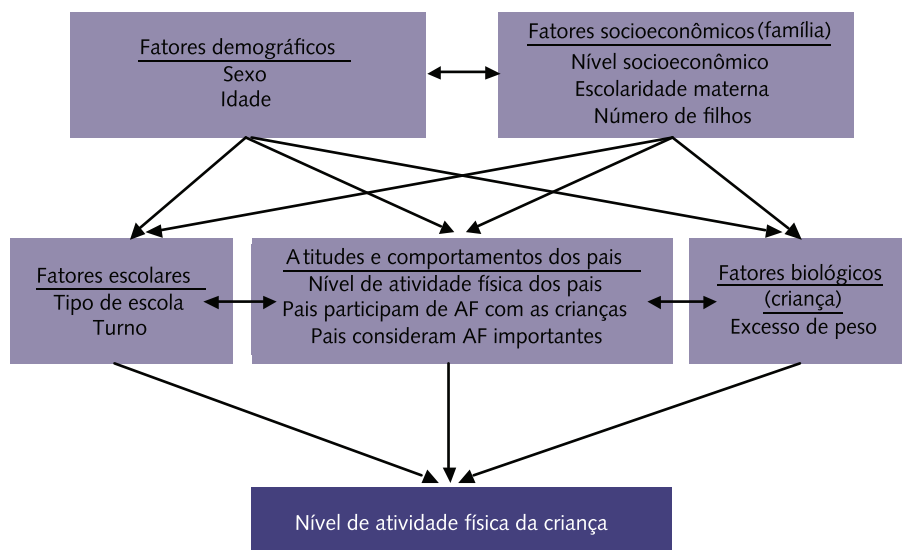 Fatores demográficos
Sexo
Idade
Fatores socioeconômicos (família)
Nível socioeconômico
Escolaridade materna
Número de filhos
Fatores escolares
Tipo de escola
Turno
Atitudes e comportamentos dos pais
Nível de atividade física dos pais
Pais participam de AF com as crianças
Pais consideram AF importantes
Fatores biológicos
(criança)
Excesso de peso
Nível de atividade física da criança